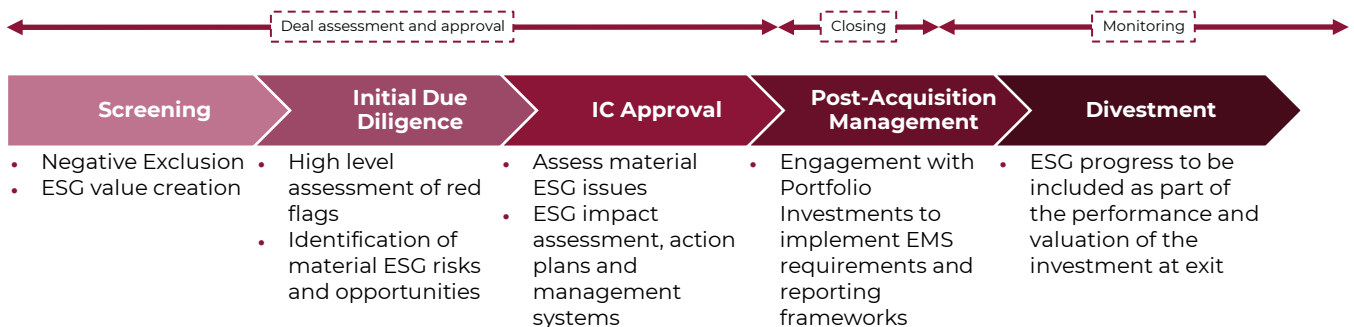 Deal assessment and approval
Closing
Monitoring
Screening
Initial Due
Diligence
IC Approval
Post-Acquisition
Management
Divestment
• Negative Exclusion
• ESG value creation
• High level
assessment of red
flags
• Identification of
material ESG risks
and opportunities
• Assess material
ESG issues
• ESG impact
assessment, action
plans and
management
systems
• Engagement with
Portfolio
Investments to
implement EMS
requirements and
reporting
frameworks
• ESG progress to be
included as part of
the performance and
valuation of the
investment at exit